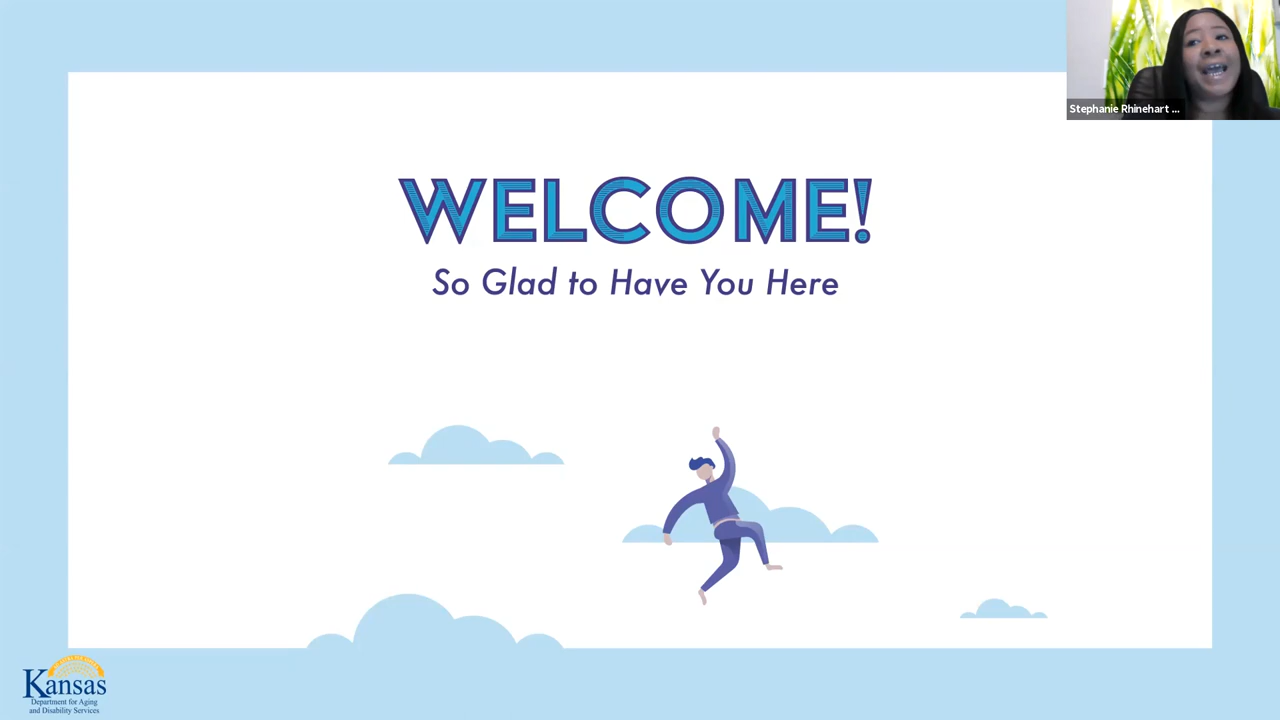 Stephanie Rhinehart ...
WELCOME!
So Glad to Have You Here
Kansas
Department for Aging
and Disability Services